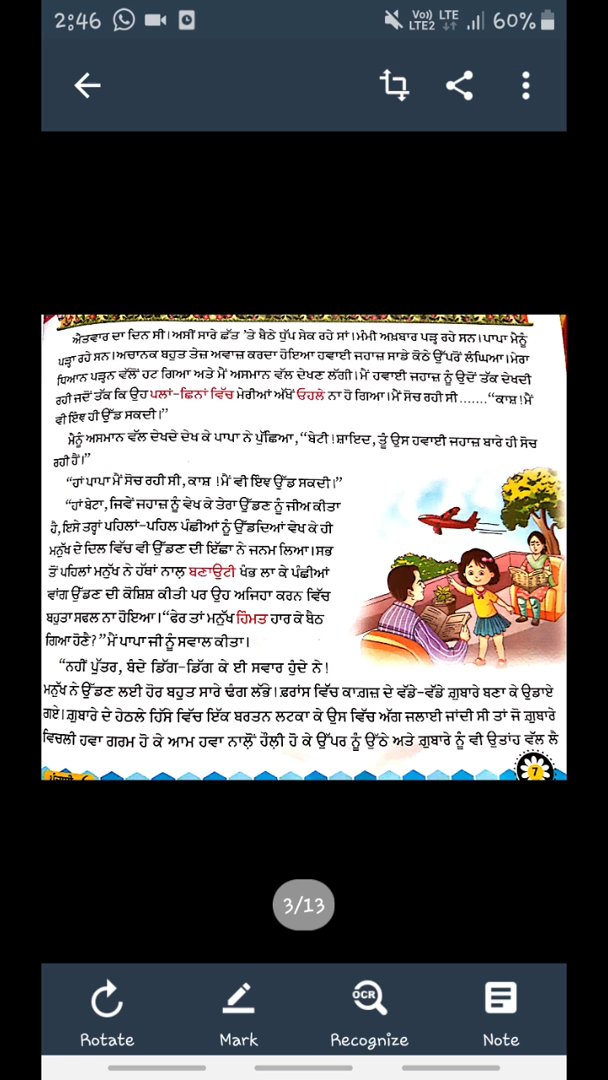 2:46
Vo)) LTE
LTE2
60%
ਐਤਵਾਰ ਦਾ ਦਿਨ ਸੀ। ਅਸੀਂ ਸਾਰੇ ਛੱਤ 'ਤੇ ਬੈਠੇ ਧੁੱਪ ਸੇਕ ਰਹੇ ਸਾਂ। ਮੰਮੀ ਅਖ਼ਬਾਰ ਪੜ੍ਹ ਰਹੇ ਸਨ। ਪਾਪਾ ਮੈਨੂੰ
ਪੜ੍ਹਾ ਰਹੇ ਸਨ। ਅਚਾਨਕ ਬਹੁਤ ਤੇਜ਼ ਅਵਾਜ਼ ਕਰਦਾ ਹੋਇਆ ਹਵਾਈ ਜਹਾਜ਼ ਸਾਡੇ ਕੋਠੇ ਉੱਪਰੋਂ ਲੰਘਿਆ। ਮੇਰਾ
ਧਿਆਨ ਪੜ੍ਹਨ ਵੱਲੋਂ ਹਟ ਗਿਆ ਅਤੇ ਮੈਂ ਅਸਮਾਨ ਵੱਲ ਦੇਖਣ ਲੱਗੀ। ਮੈਂ ਹਵਾਈ ਜਹਾਜ਼ ਨੂੰ ਉਦੋਂ ਤੱਕ ਦੇਖਦੀ
ਰਹੀ ਜਦੋਂ ਤੱਕ ਕਿ ਉਹ ਪਲਾਂ-ਛਿਨਾਂ ਵਿੱਚ ਮੇਰੀਆਂ ਅੱਖੋਂ ਓਹਲੇ ਨਾ ਹੋ ਗਿਆ। ਮੈਂ ਸੋਚ ਰਹੀ ਸੀ ......."ਕਾਸ਼! ਮੈਂ
ਵੀ ਇੰਞ ਹੀ ਉੱਡ ਸਕਦੀ।"
ਮੈਨੂੰ ਅਸਮਾਨ ਵੱਲ ਦੇਖਦੇ ਦੇਖ ਕੇ ਪਾਪਾ ਨੇ ਪੁੱਛਿਆ, "ਬੇਟੀ! ਸ਼ਾਇਦ, ਤੂੰ ਉਸ ਹਵਾਈ ਜਹਾਜ਼ ਬਾਰੇ ਹੀ ਸੋਚ
ਰਹੀ ਹੈਂ।"
"ਹਾਂ ਪਾਪਾ ਮੈਂ ਸੋਚ ਰਹੀ ਸੀ, ਕਾਸ਼ ! ਮੈਂ ਵੀ ਇੰਞ ਉੱਡ ਸਕਦੀ।"
"ਹਾਂ ਬੇਟਾ, ਜਿਵੇਂ ਜਹਾਜ਼ ਨੂੰ ਵੇਖ ਕੇ ਤੇਰਾ ਉੱਡਣ ਨੂੰ ਜੀਅ ਕੀਤਾ
ਹੈ, ਇਸੇ ਤਰ੍ਹਾਂ ਪਹਿਲਾਂ-ਪਹਿਲ ਪੰਛੀਆਂ ਨੂੰ ਉੱਡਦਿਆਂ ਵੇਖ ਕੇ ਹੀ
ਮਨੁੱਖ ਦੇ ਦਿਲ ਵਿੱਚ ਵੀ ਉੱਡਣ ਦੀ ਇੱਛਾ ਨੇ ਜਨਮ ਲਿਆ। ਸਭ
ਤੋਂ ਪਹਿਲਾਂ ਮਨੁੱਖ ਨੇ ਹੱਥਾਂ ਨਾਲ਼ ਬਣਾਉਟੀ ਖੰਭ ਲਾ ਕੇ ਪੰਛੀਆਂ
ਵਾਂਗ ਉੱਡਣ ਦੀ ਕੋਸ਼ਿਸ਼ ਕੀਤੀ ਪਰ ਉਹ ਅਜਿਹਾ ਕਰਨ ਵਿੱਚ
ਬਹੁਤਾ ਸਫਲ ਨਾ ਹੋਇਆ। "ਫੇਰ ਤਾਂ ਮਨੁੱਖ ਹਿੰਮਤ ਹਾਰ ਕੇ ਬੈਠ
ਗਿਆ ਹੋਣੈ?" ਮੈਂ ਪਾਪਾ ਜੀ ਨੂੰ ਸਵਾਲ ਕੀਤਾ।
"ਨਹੀਂ ਪੁੱਤਰ, ਬੰਦੇ ਡਿੱਗ-ਡਿੱਗ ਕੇ ਈ ਸਵਾਰ ਹੁੰਦੇ ਨੇ!
ਮਨੁੱਖ ਨੇ ਉੱਡਣ ਲਈ ਹੋਰ ਬਹੁਤ ਸਾਰੇ ਢੰਗ ਲੱਭੇ। ਫ਼ਰਾਂਸ ਵਿੱਚ ਕਾਗ਼ਜ਼ ਦੇ ਵੱਡੇ-ਵੱਡੇ ਗ਼ੁਬਾਰੇ ਬਣਾ ਕੇ ਉਡਾਏ
ਗਏ। ਗ਼ੁਬਾਰੇ ਦੇ ਹੇਠਲੇ ਹਿੱਸੇ ਵਿੱਚ ਇੱਕ ਬਰਤਨ ਲਟਕਾ ਕੇ ਉਸ ਵਿੱਚ ਅੱਗ ਜਲਾਈ ਜਾਂਦੀ ਸੀ ਤਾਂ ਜੋ ਗ਼ੁਬਾਰੇ
ਵਿਚਲੀ ਹਵਾ ਗਰਮ ਹੋ ਕੇ ਆਮ ਹਵਾ ਨਾਲੋਂ ਹੌਲੀ ਹੋ ਕੇ ਉੱਪਰ ਨੂੰ ਉੱਠੇ ਅਤੇ ਗ਼ੁਬਾਰੇ ਨੂੰ ਵੀ ਉਤਾਂਹ ਵੱਲ ਲੈ
7
3/13
OCR
Rotate
Mark
Recognize
Note